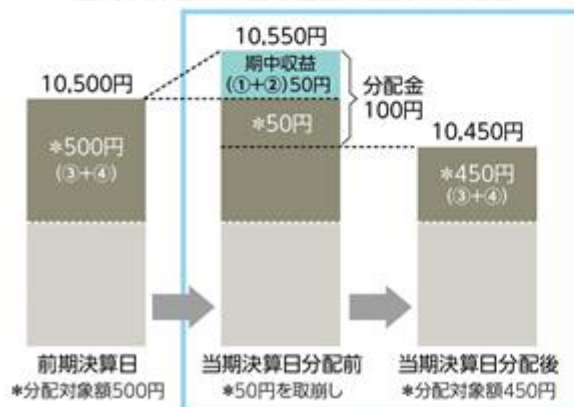 10,550円
10,500円
期中収益
(①+②)50円
分配金
100円
*500円
(③+④)
*50円
10,450円
*450円
(③+④)
前期決算日
*分配対象額500円
当期決算日分配前
*50円を取崩し
当期決算日分配後
*分配対象額450円